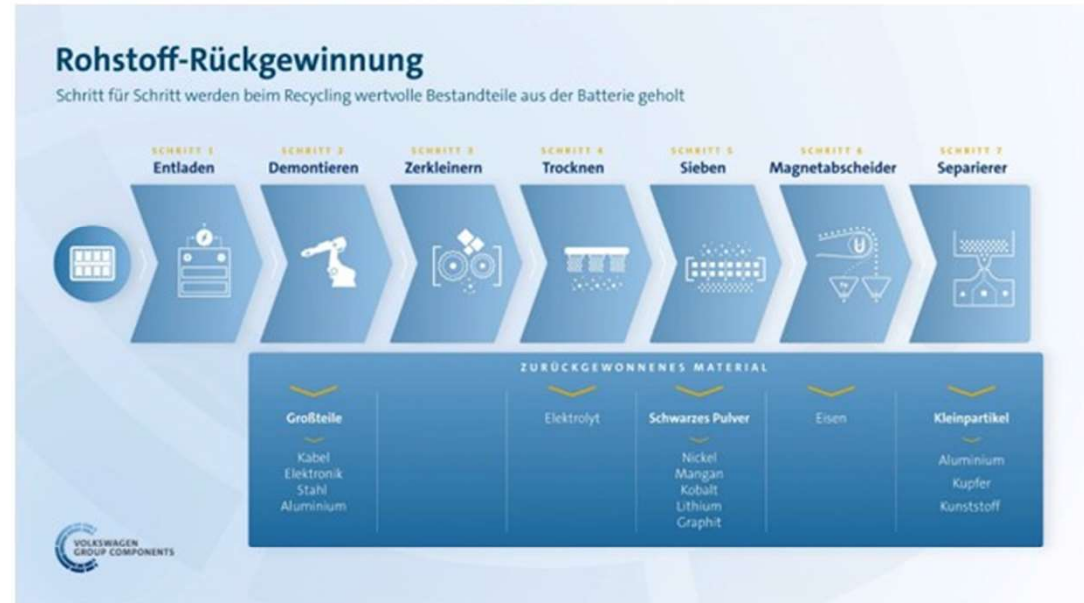 Rohstoff-Rückgewinnung
Schritt für Schritt werden beim Recycling wertvolle Bestandteile aus der Batterie geholt
SCHRITT 1
Entladen
SCHRITT 2
Demontieren
SCHRITT 3
Zerkleinern
SCHRITT 4
Trocknen
SCHRITT 5
Sieben
SCHRITT 6
Magnetabscheider
SCHRITT 7
Separierer
ZURÜCKGEWONNENES MATERIAL
Großteile
Kabel
Elektronik
Stahl
Aluminium
Elektrolyt
Schwarzes Pulver
Nickel
Mangan
Kobalt
Lithium
Graphit
Eisen
Kleinpartikel
Aluminium
Kupfer
Kunststoff
VOLKSWAGEN
GROUP COMPONENTS